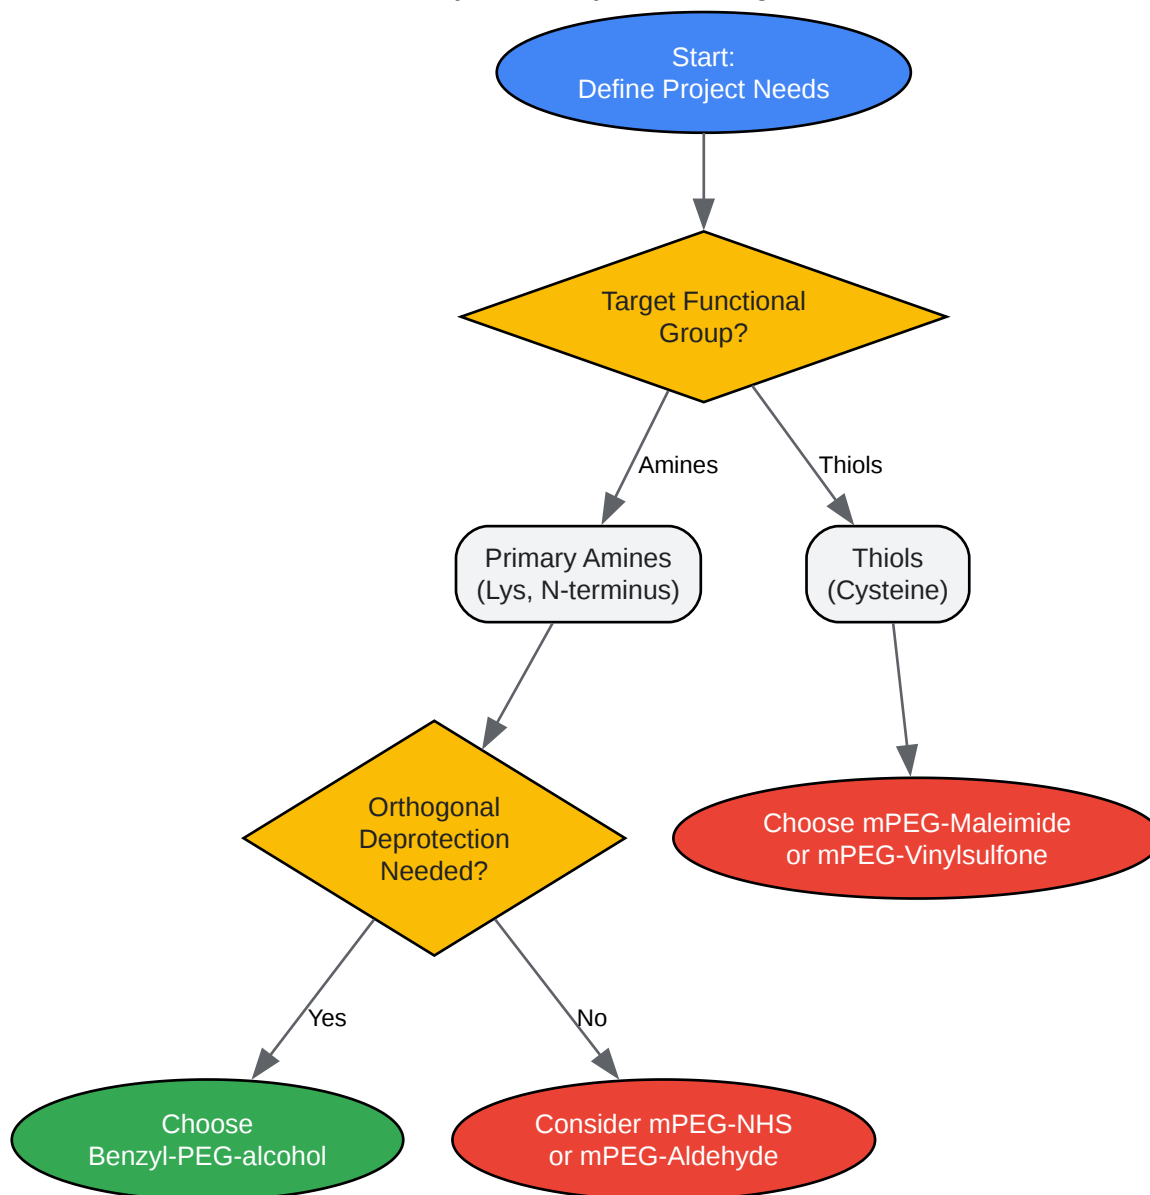 Start:
Define Project Needs
Target Functional
Group?
Amines
Thiols
Primary Amines
(Lys, N-terminus)
Thiols
(Cysteine)
Orthogonal
Deprotection
Needed?
Choose mPEG-Maleimide
or mPEG-Vinylsulfone
Yes
No
Choose
Benzyl-PEG-alcohol
Consider mPEG-NHS
or mPEG-Aldehyde